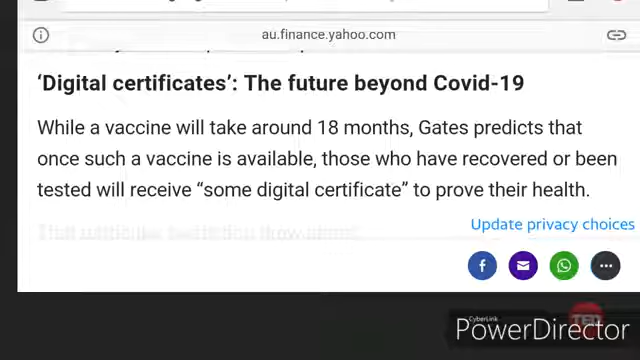 au.finance.yahoo.com
‘Digital certificates’: The future beyond Covid-19
While a vaccine will take around 18 months, Gates predicts that
once such a vaccine is available, those who have recovered or been
tested will receive “some digital certificate” to prove their health.
Update privacy choices
CyberLink
PowerDirector